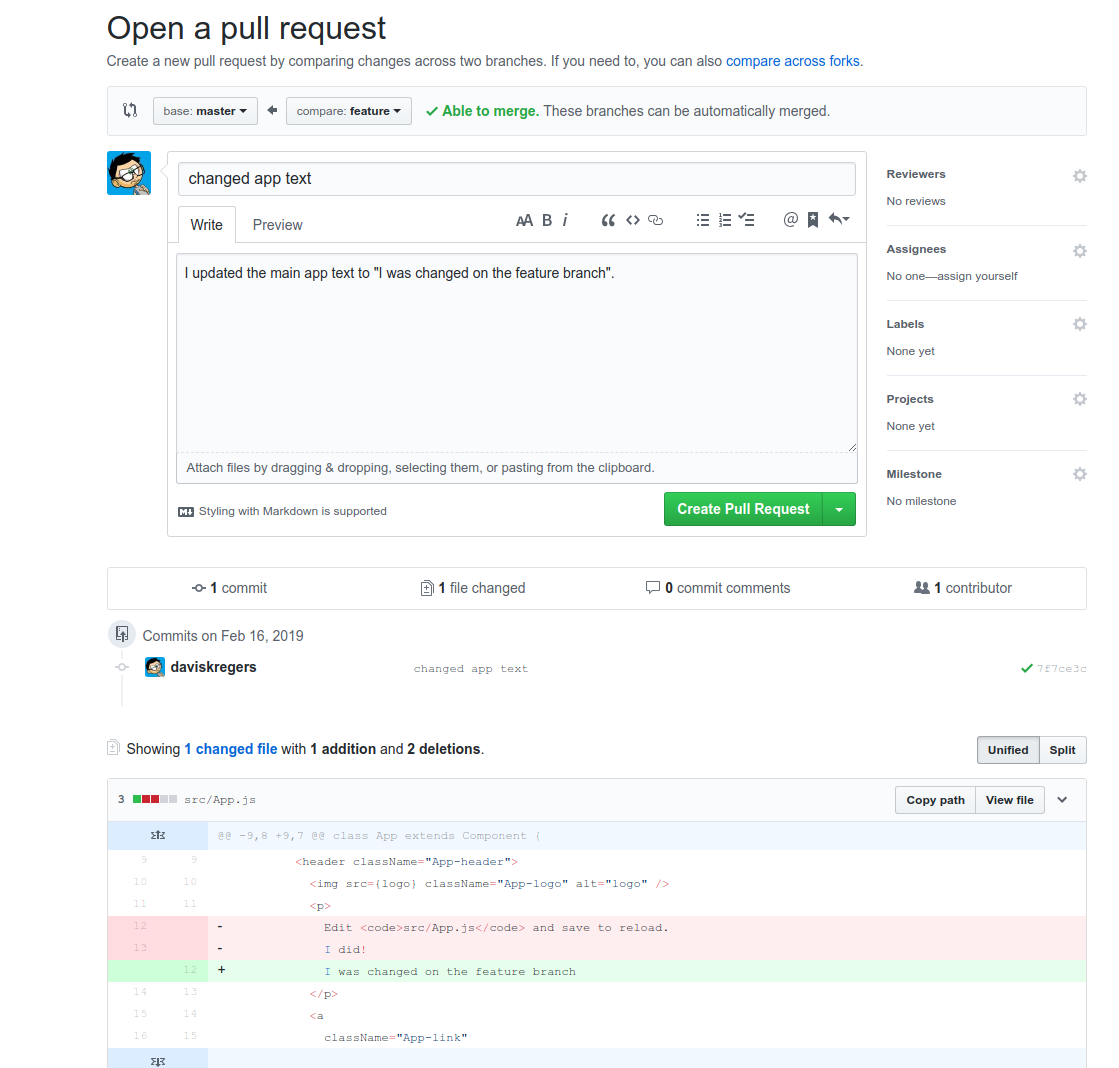 Open a pull request
Create a new pull request by comparing changes across two branches. If you need to, you can also compare across forks.
base: master compare: feature Able to merge. These branches can be automatically merged.
changed app text
Write Preview AA B i @
I updated the main app text to "I was changed on the feature branch".
Attach files by dragging & dropping, selecting them, or pasting from the clipboard.
Styling with Markdown is supported Create Pull Request
Reviewers
No reviews
Assignees
No one—assign yourself
Labels
None yet
Projects
None yet
Milestone
No milestone
1 commit 1 file changed 0 commit comments 1 contributor
Commits on Feb 16, 2019
daviskregers changed app text 7f7ce3c
Showing 1 changed file with 1 addition and 2 deletions. Unified Split
3 src/App.js Copy path View file
@@ -9,8 +9,7,7 @@ class App extends Component {
9 9 <header className="App-header">
10 10 <img src={logo} className="App-logo" alt="logo" />
11 11 <p>
12 - Edit <code>src/App.js</code> and save to reload.
13 - I did!
12 + I was changed on the feature branch
14 13 </p>
15 14 <a
16 15 className="App-link"